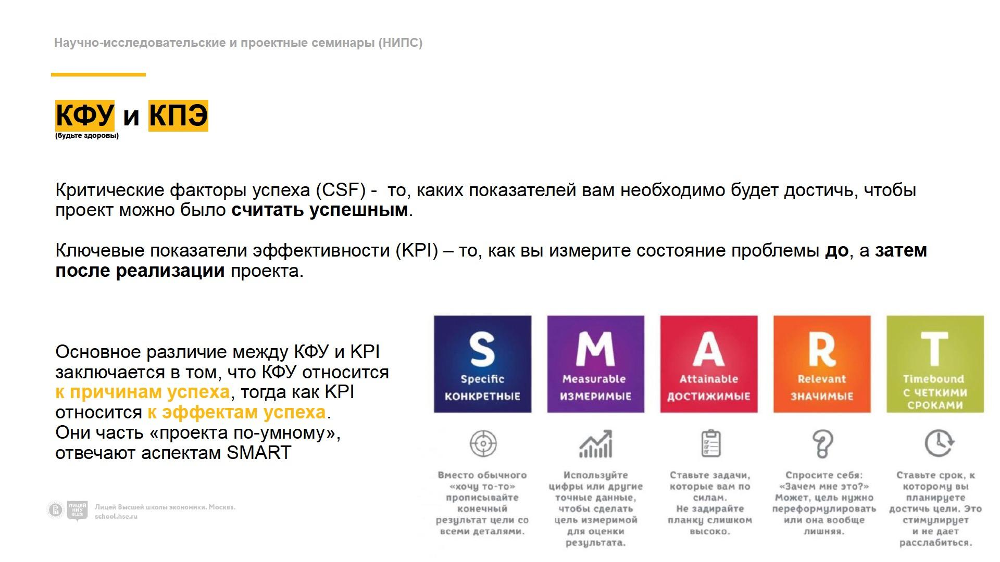 Научно-исследовательские и проектные семинары (НИПС)
КФУ и КПЭ
(будьте здоровы)
Критические факторы успеха (CSF) - то, каких показателей вам необходимо будет достичь, чтобы
проект можно было считать успешным.
Ключевые показатели эффективности (KPI) – то, как вы измерите состояние проблемы до, а затем
после реализации проекта.
Основное различие между КФУ и KPI
заключается в том, что КФУ относится
к причинам успеха, тогда как KPI
относится к эффектам успеха.
Они часть «проекта по-умному»,
отвечают аспектам SMART
S
Specific
КОНКРЕТНЫЕ
Вместо обычного
«хочу то-то»
прописывайте
конечный
результат цели со
всеми деталями.
M
Measurable
ИЗМЕРИМЫЕ
Используйте
цифры или другие
точные данные,
чтобы сделать
цель измеримой
для оценки
результата.
A
Attainable
ДОСТИЖИМЫЕ
Ставьте задачи,
которые вам по
силам.
Не задирайте
планку слишком
высоко.
R
Relevant
ЗНАЧИМЫЕ
Спросите себя:
«Зачем мне это?»
Может, цель нужно
переформулировать
или она вообще
лишняя.
T
Timebound
С ЧЕТКИМИ
СРОКАМИ
Ставьте срок, к
которому вы
планируете
достичь цели. Это
стимулирует
и не дает
расслабиться.
ЛИЦЕЙ
НИУ
ВШЭ
Лицей Высшей школы экономики. Москва.
school.hse.ru